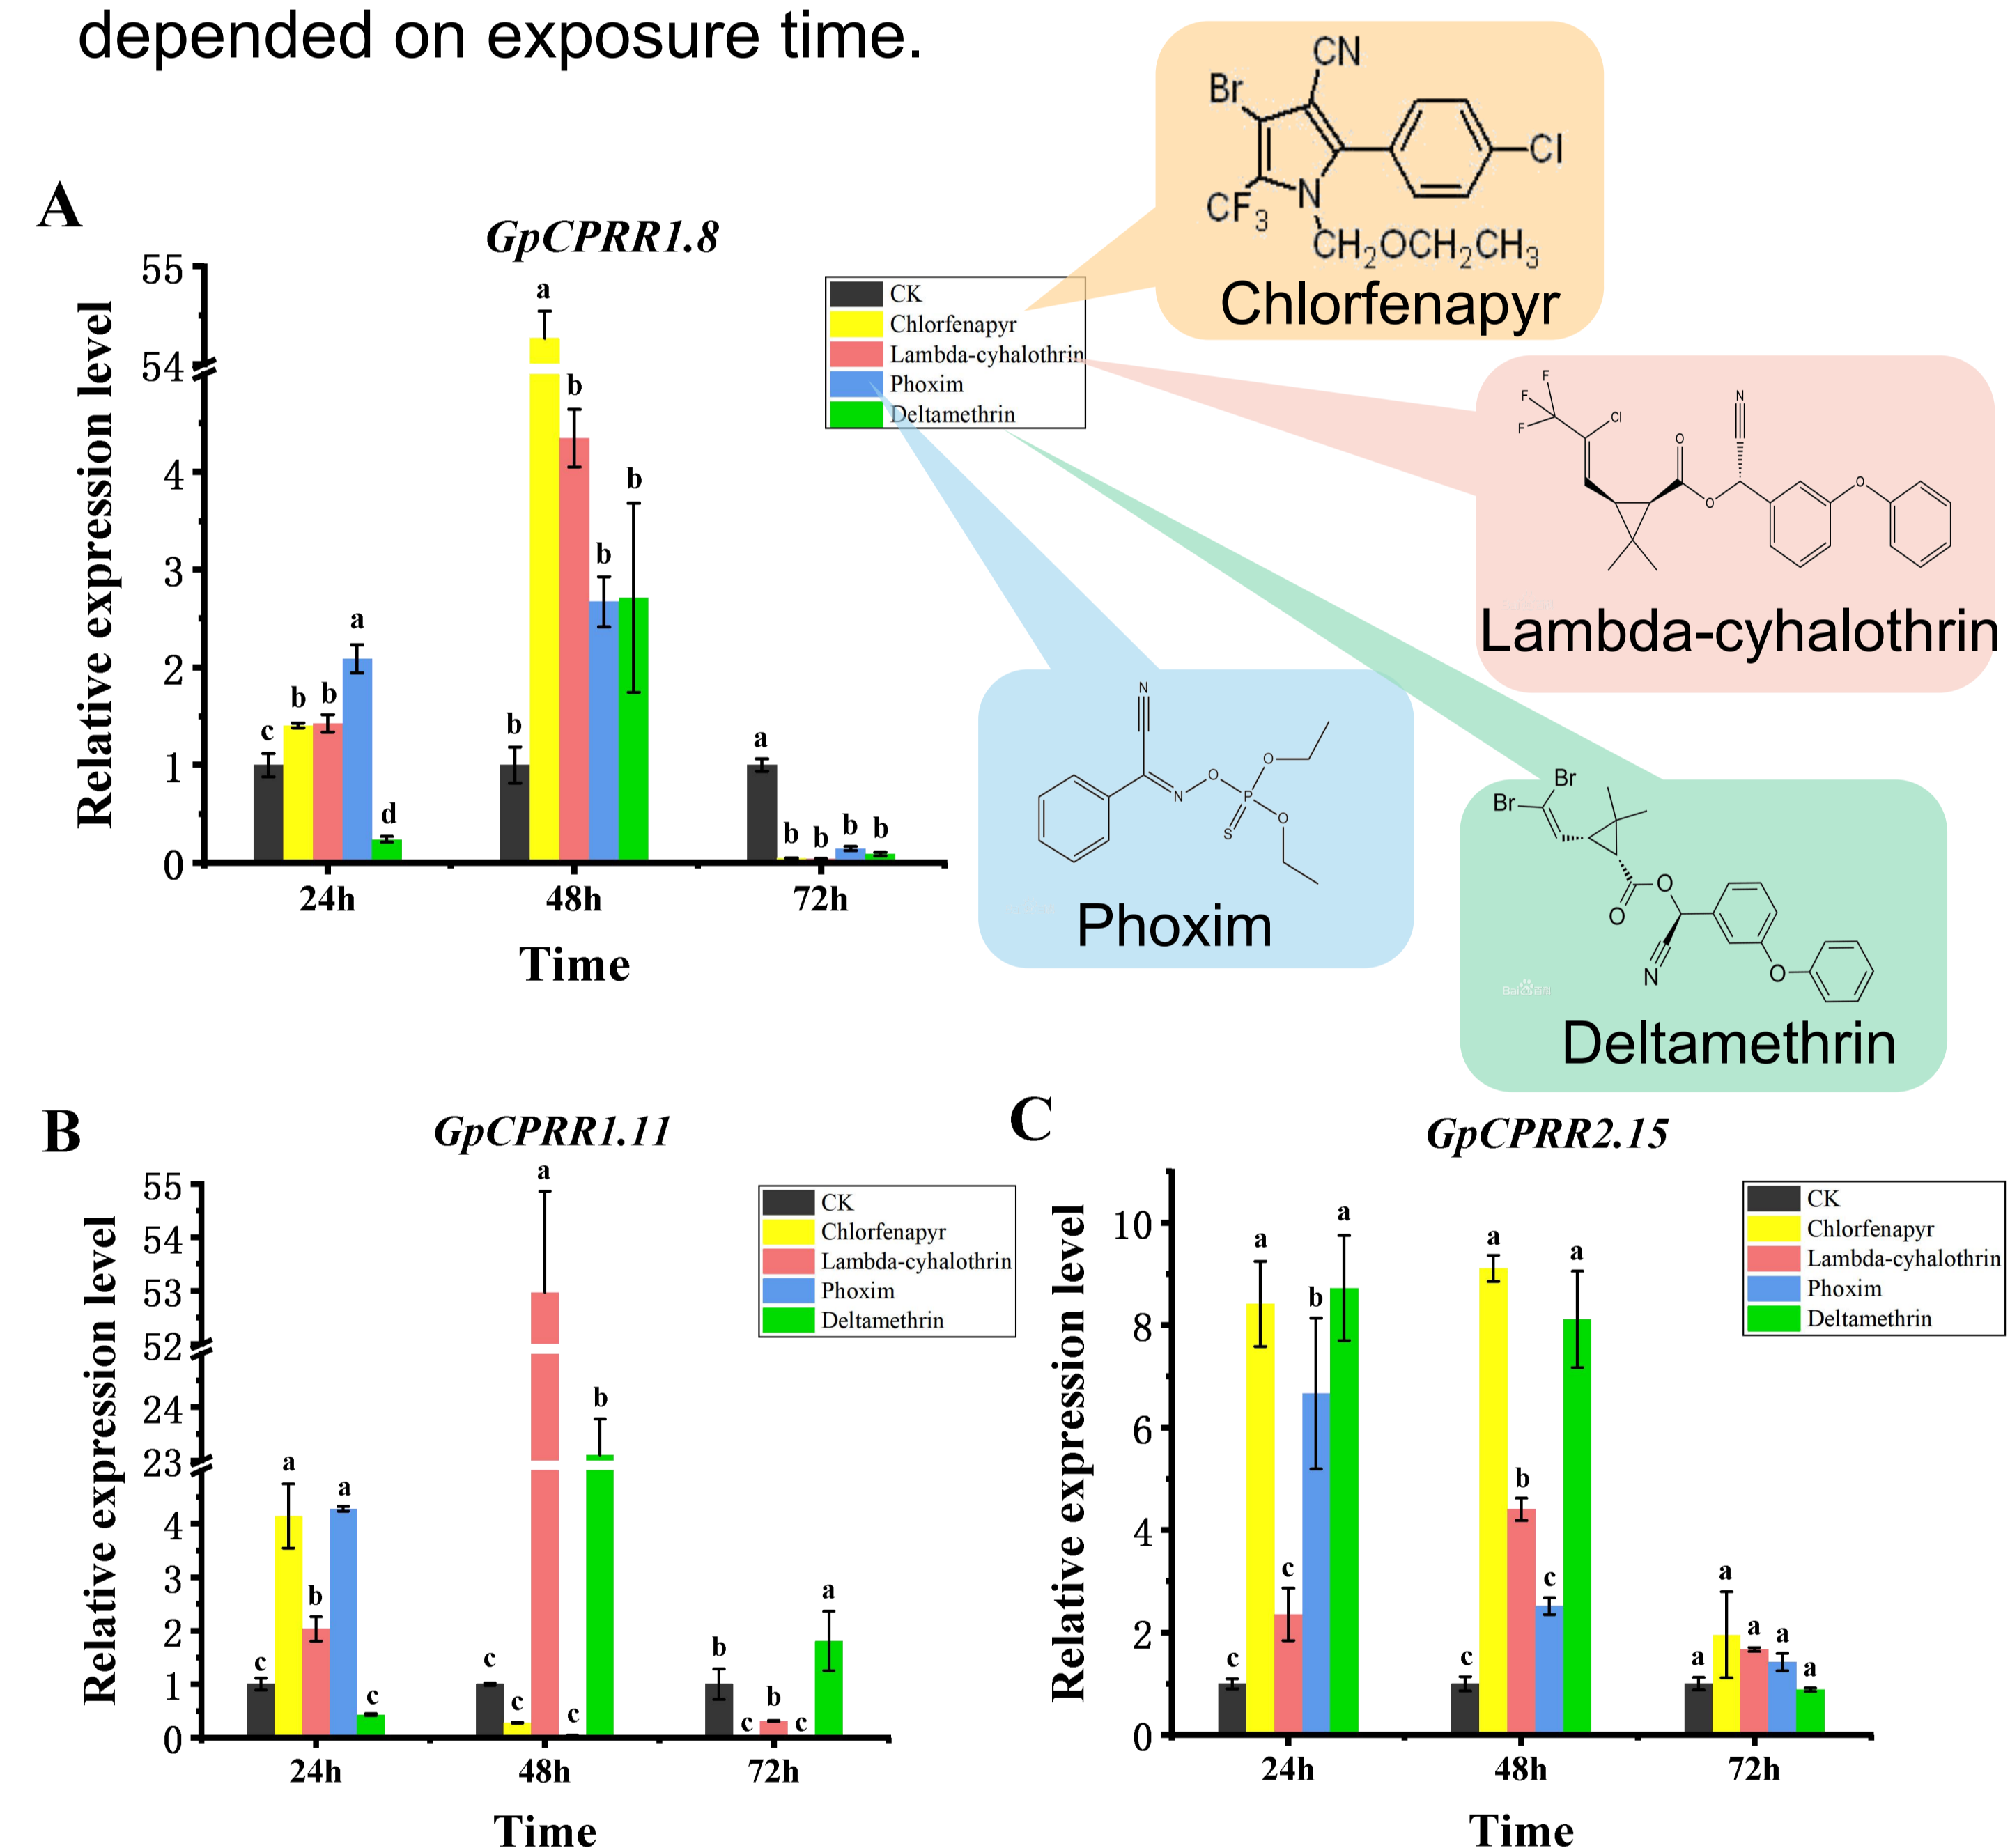 depended on exposure time.
CN
Br
Cl
CF3
N
CH2OCH2CH3
Chlorfenapyr
A
GpCPRR1.8
CK
Chlorfenapyr
Lambda-cyhalothrin
Phoxim
Deltamethrin
Relative expression level
55
54
4
3
2
1
0
c
b
b
a
d
b
a
b
b
b
a
b
b
b
b
24h
48h
72h
Time
F
F
F
Cl
O
O
N
O
Lambda-cyhalothrin
N
N
O
P
S
O
O
Phoxim
Br
Br
O
O
N
O
Deltamethrin
B
GpCPRR1.11
CK
Chlorfenapyr
Lambda-cyhalothrin
Phoxim
Deltamethrin
Relative expression level
55
54
53
52
24
23
4
3
2
1
0
c
a
b
a
c
c
c
a
c
b
b
c
b
c
a
24h
48h
72h
Time
C
GpCPRR2.15
CK
Chlorfenapyr
Lambda-cyhalothrin
Phoxim
Deltamethrin
Relative expression level
10
8
6
4
2
0
c
a
c
b
a
c
a
b
c
a
a
a
a
a
a
24h
48h
72h
Time